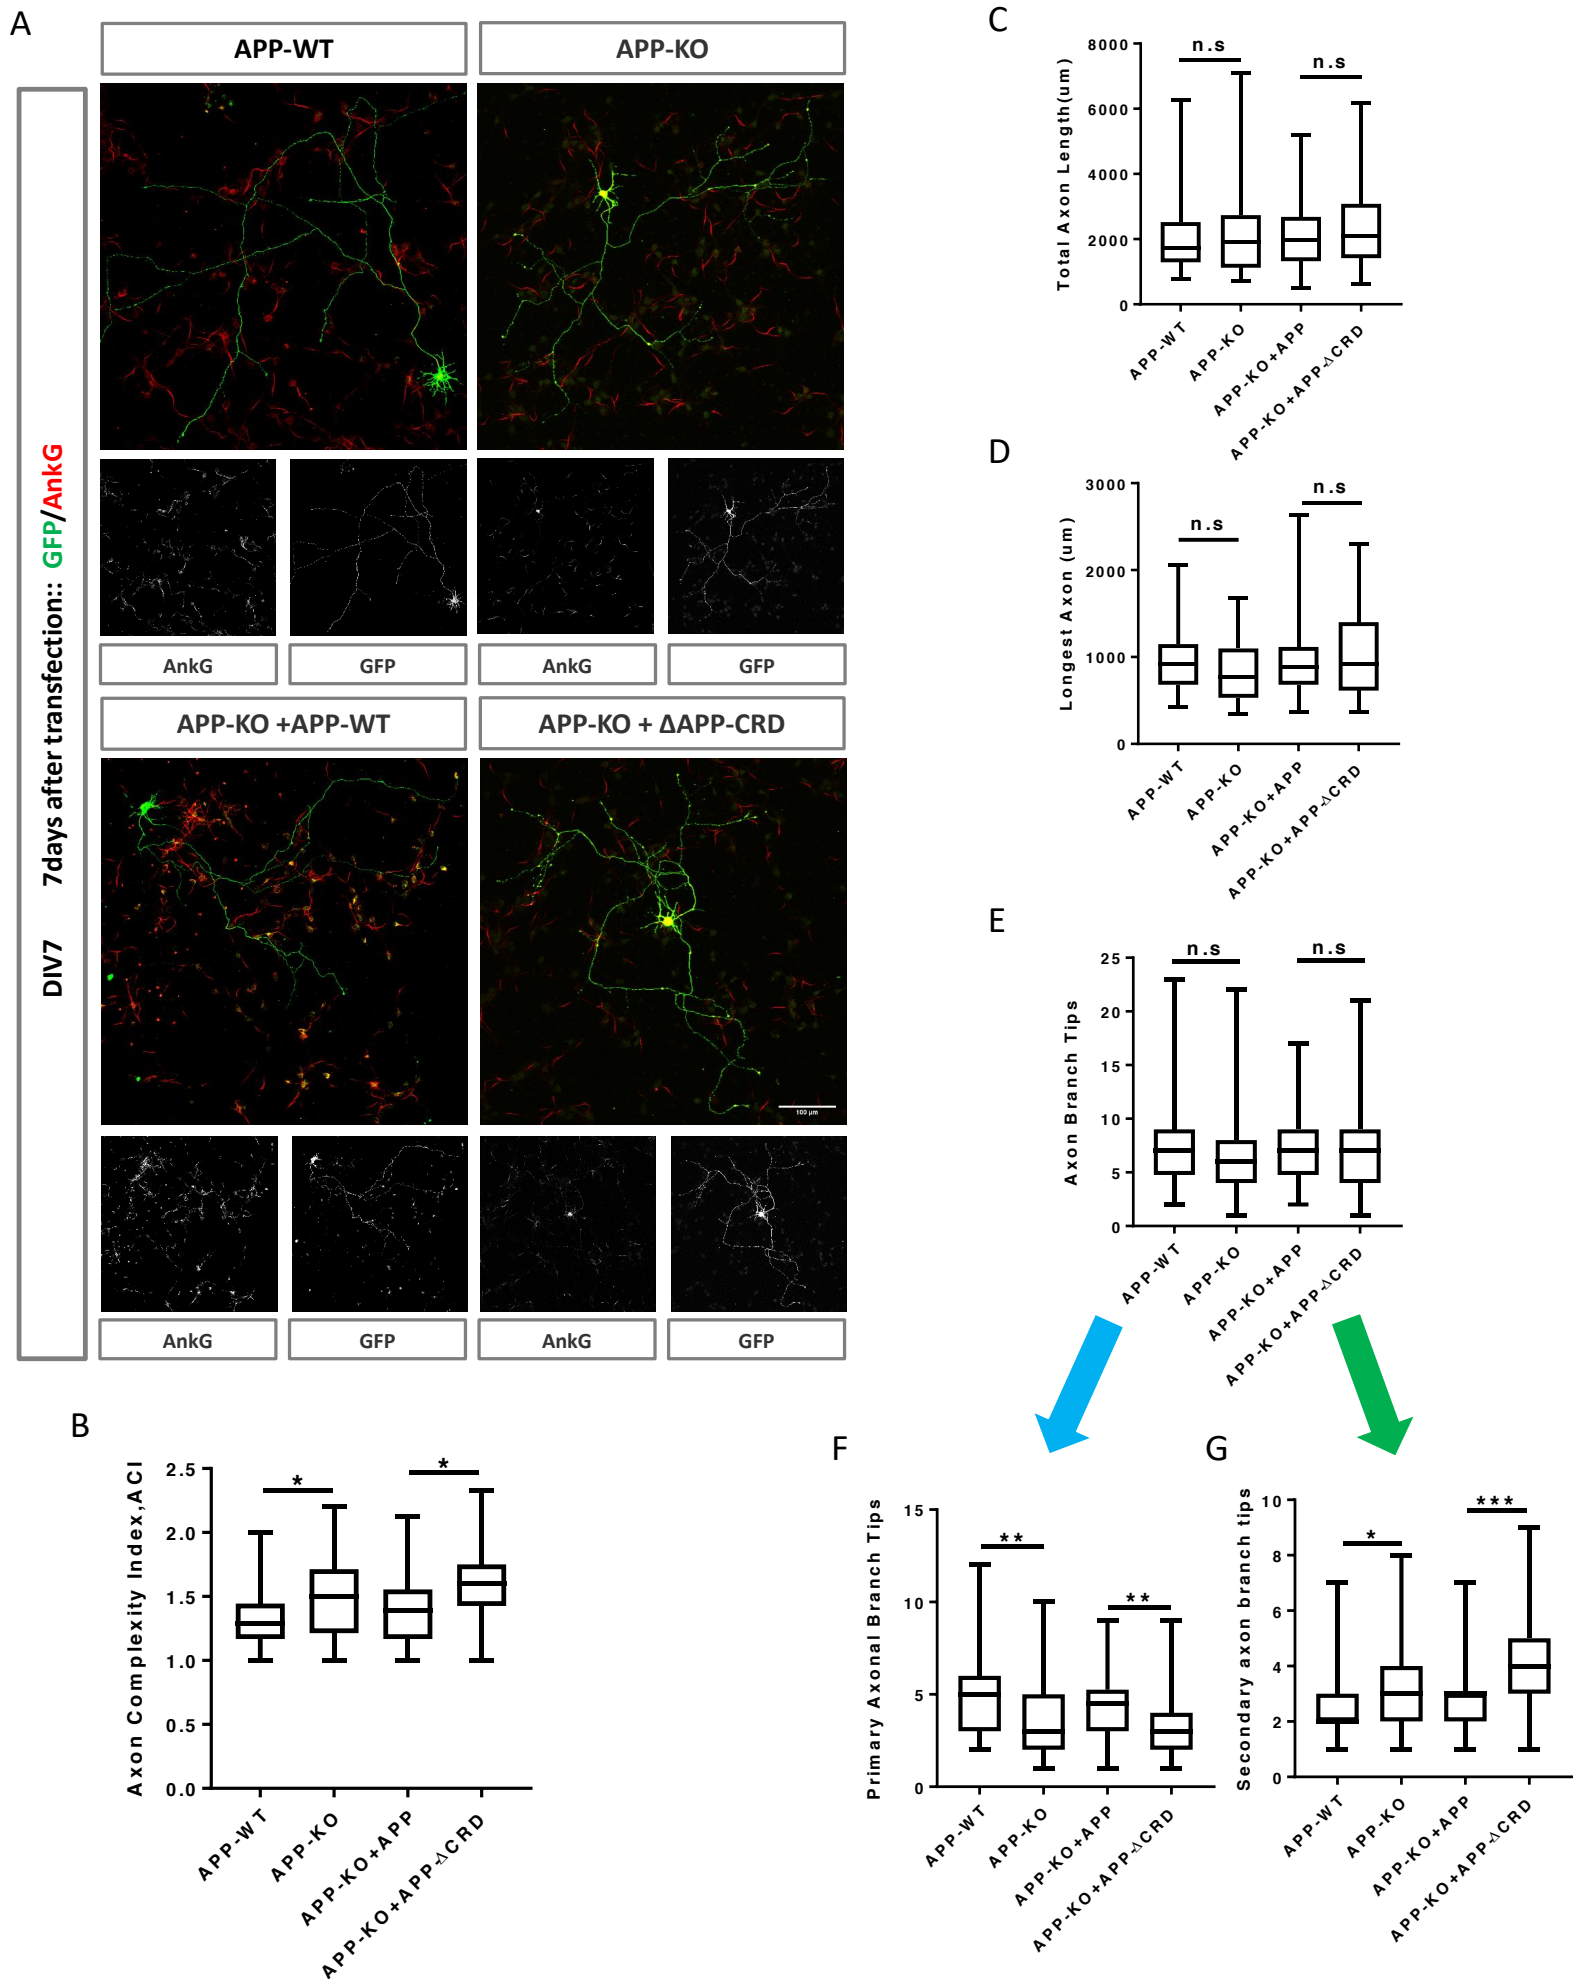 A
APP-WT
APP-KO
DIV7 7days after transfection:: GFP/AnkG
AnkG
GFP
AnkG
GFP
APP-KO +APP-WT
APP-KO + ΔAPP-CRD
100 µm
AnkG
GFP
AnkG
GFP
B
Axon Complexity Index,ACI
2.5
2.0
1.5
1.0
0.5
0.0
*
*
APP-WT
APP-KO
APP-KO+APP
APP-KO+APP-ΔCRD
C
Total Axon Length(um)
8000
6000
4000
2000
0
n.s
n.s
APP-WT
APP-KO
APP-KO+APP
APP-KO+APP-ΔCRD
D
Longest Axon (um)
3000
2000
1000
0
n.s
n.s
APP-WT
APP-KO
APP-KO+APP
APP-KO+APP-ΔCRD
E
Axon Branch Tips
25
20
15
10
5
0
n.s
n.s
APP-WT
APP-KO
APP-KO+APP
APP-KO+APP-ΔCRD
F
Primary Axonal Branch Tips
15
10
5
0
**
**
APP-WT
APP-KO
APP-KO+APP
APP-KO+APP-ΔCRD
G
Secondary axon branch tips
10
8
6
4
2
0
*
***
APP-WT
APP-KO
APP-KO+APP
APP-KO+APP-ΔCRD